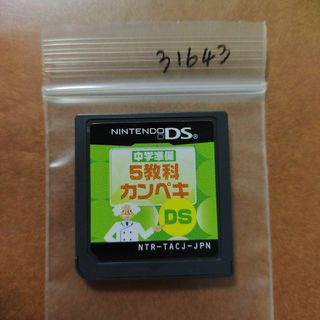 31643
NINTENDO DS
中学準備
5教科
カンペキ
DS
NTR-TACJ-JPN